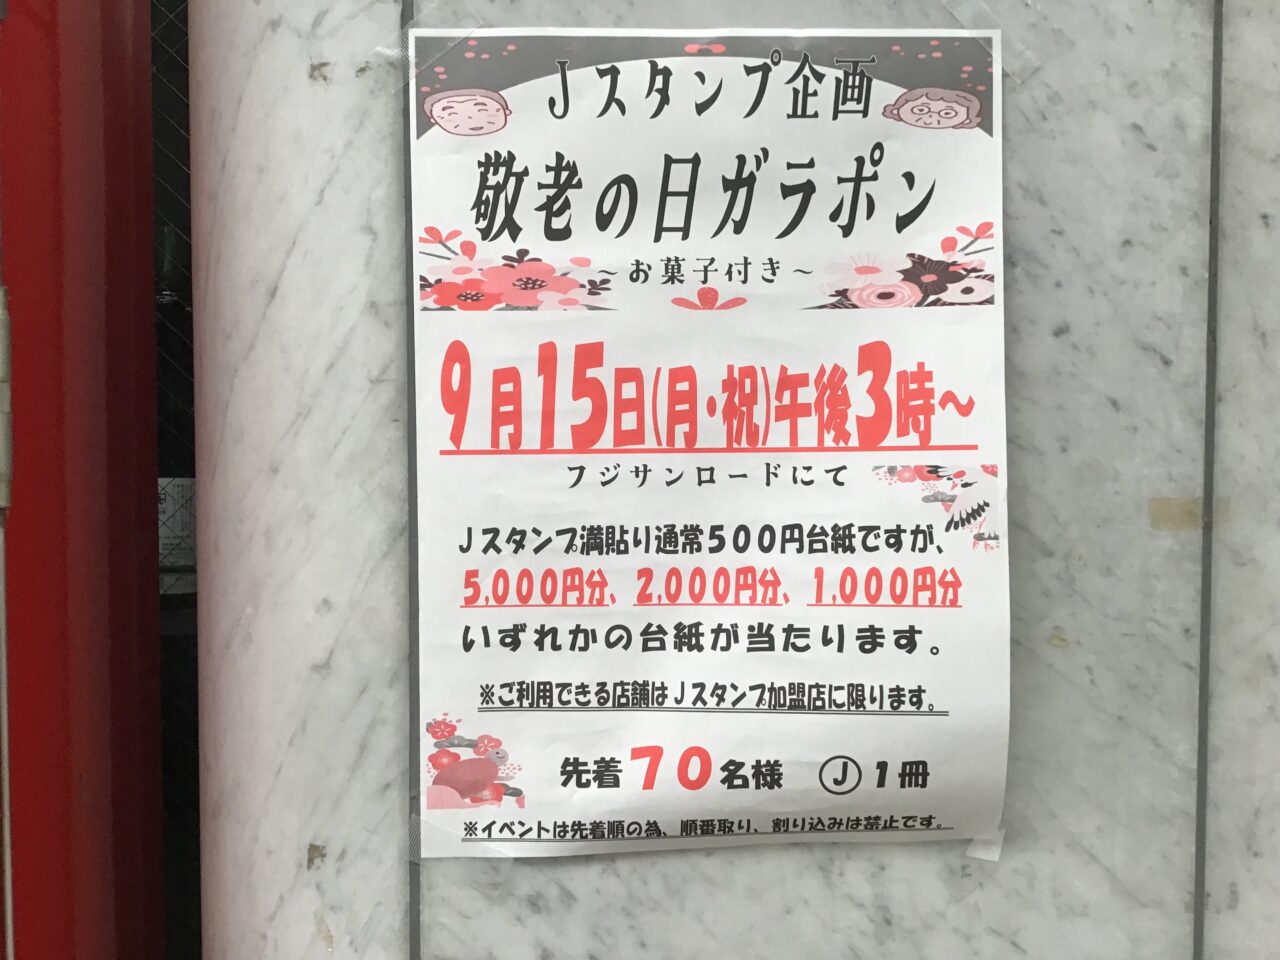 Jスタンプ企画
敬老の日ガラポン
～お菓子付き～
9月15日(月・祝)午後3時～
フジサンロードにて
Jスタンプ満貼り通常500円台紙ですが、
5,000円分、2,000円分、1,000円分
いずれかの台紙が当たります。
※ご利用できる店舗はJスタンプ加盟店に限ります。
先着70名様 Ⓙ1冊
※イベントは先着順の為、順番取り、割り込みは禁止です。